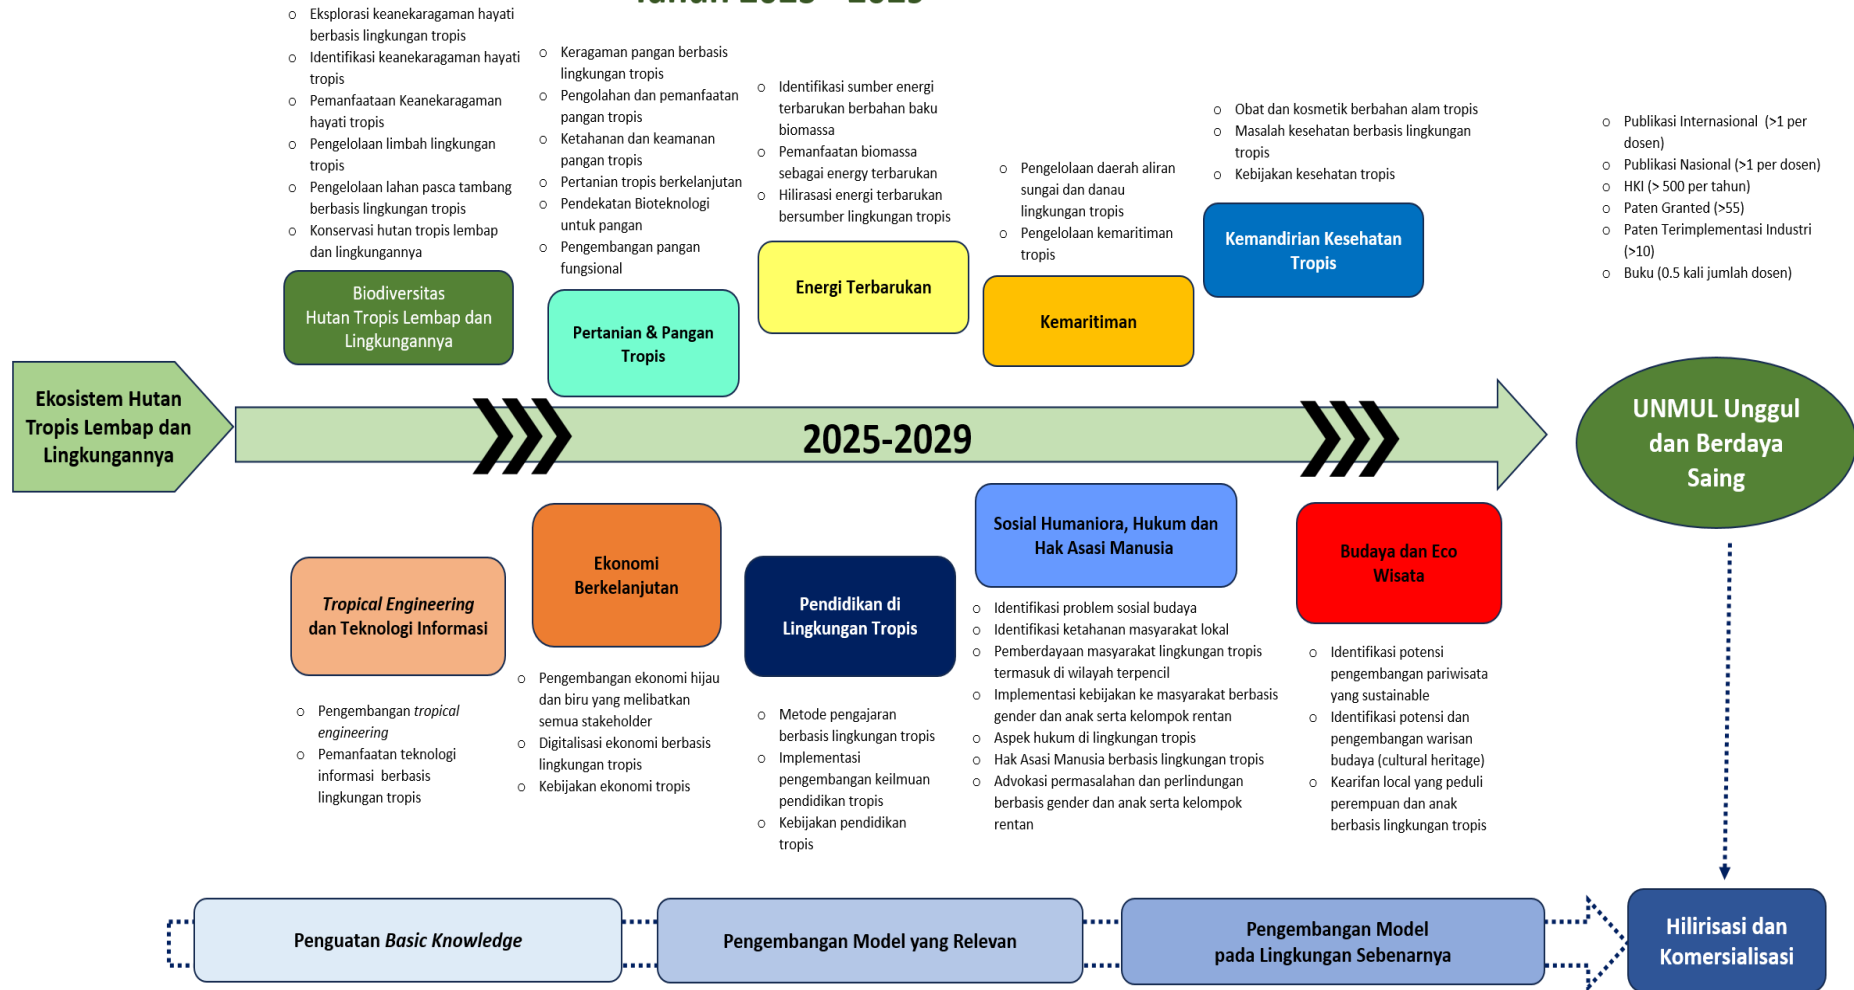 Tahun 2025 - 2029
o Eksplorasi keanekaragaman hayati
berbasis lingkungan tropis
o Identifikasi keanekaragaman hayati
tropis
o Pemanfaataan Keanekaragaman
hayati tropis
o Pengelolaan limbah lingkungan
tropis
o Pengelolaan lahan pasca tambang
berbasis lingkungan tropis
o Konservasi hutan tropis lembap
dan lingkungannya
Biodiversitas
Hutan Tropis Lembap dan
Lingkungannya
o Keragaman pangan berbasis
lingkungan tropis
o Pengolahan dan pemanfaatan
pangan tropis
o Ketahanan dan keamanan
pangan tropis
o Pertanian tropis berkelanjutan
o Pendekatan Bioteknologi
untuk pangan
o Pengembangan pangan
fungsional
Pertanian & Pangan
Tropis
o Identifikasi sumber energi
terbarukan berbahan baku
biomassa
o Pemanfaatan biomassa
sebagai energy terbarukan
o Hilirasasi energi terbarukan
bersumber lingkungan tropis
Energi Terbarukan
o Pengelolaan daerah aliran
sungai dan danau
lingkungan tropis
o Pengelolaan kemaritiman
tropis
Kemaritiman
o Obat dan kosmetik berbahan alam tropis
o Masalah kesehatan berbasis lingkungan
tropis
o Kebijakan kesehatan tropis
Kemandirian Kesehatan
Tropis
o Publikasi Internasional (>1 per
dosen)
o Publikasi Nasional (>1 per dosen)
o HKI (> 500 per tahun)
o Paten Granted (>55)
o Paten Terimplementasi Industri
(>10)
o Buku (0.5 kali jumlah dosen)
Ekosistem Hutan
Tropis Lembap dan
Lingkungannya
2025-2029
UNMUL Unggul
dan Berdaya
Saing
Tropical Engineering
dan Teknologi Informasi
o Pengembangan tropical
engineering
o Pemanfaatan teknologi
informasi berbasis
lingkungan tropis
Ekonomi
Berkelanjutan
o Pengembangan ekonomi hijau
dan biru yang melibatkan
semua stakeholder
o Digitalisasi ekonomi berbasis
lingkungan tropis
o Kebijakan ekonomi tropis
Pendidikan di
Lingkungan Tropis
o Metode pengajaran
berbasis lingkungan tropis
o Implementasi
pengembangan keilmuan
pendidikan tropis
o Kebijakan pendidikan
tropis
Sosial Humaniora, Hukum dan
Hak Asasi Manusia
o Identifikasi problem sosial budaya
o Identifikasi ketahanan masyarakat lokal
o Pemberdayaan masyarakat lingkungan tropis
termasuk di wilayah terpencil
o Implementasi kebijakan ke masyarakat berbasis
gender dan anak serta kelompok rentan
o Aspek hukum di lingkungan tropis
o Hak Asasi Manusia berbasis lingkungan tropis
o Advokasi permasalahan dan perlindungan
berbasis gender dan anak serta kelompok
rentan
Budaya dan Eco
Wisata
o Identifikasi potensi
pengembangan pariwisata
yang sustainable
o Identifikasi potensi dan
pengembangan warisan
budaya (cultural heritage)
o Kearifan local yang peduli
perempuan dan anak
berbasis lingkungan tropis
Penguatan Basic Knowledge
Pengembangan Model yang Relevan
Pengembangan Model
pada Lingkungan Sebenarnya
Hilirisasi dan
Komersialisasi